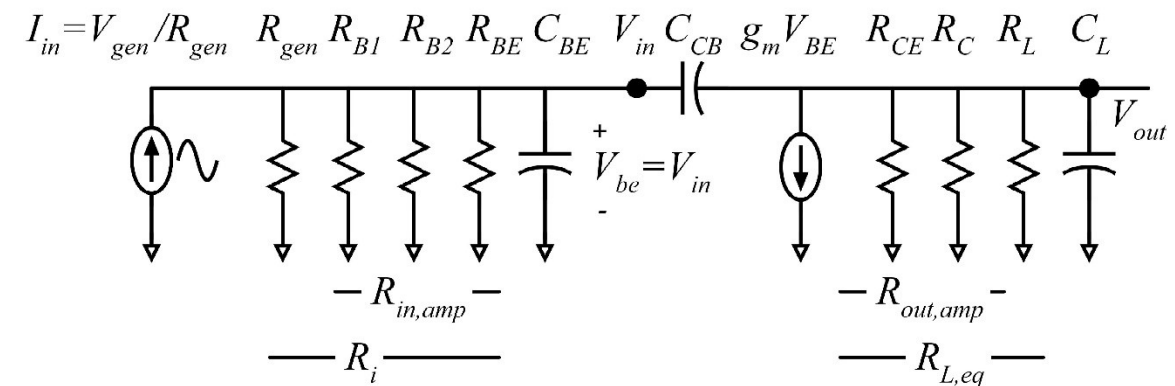 I_in=V_gen/R_gen R_gen R_B1 R_B2 R_BE C_BE V_in C_CB g_mV_BE R_CE R_C R_L C_L
V_out
+
V_be=V_in
-
R_in,amp R_out,amp
R_i R_L,eq